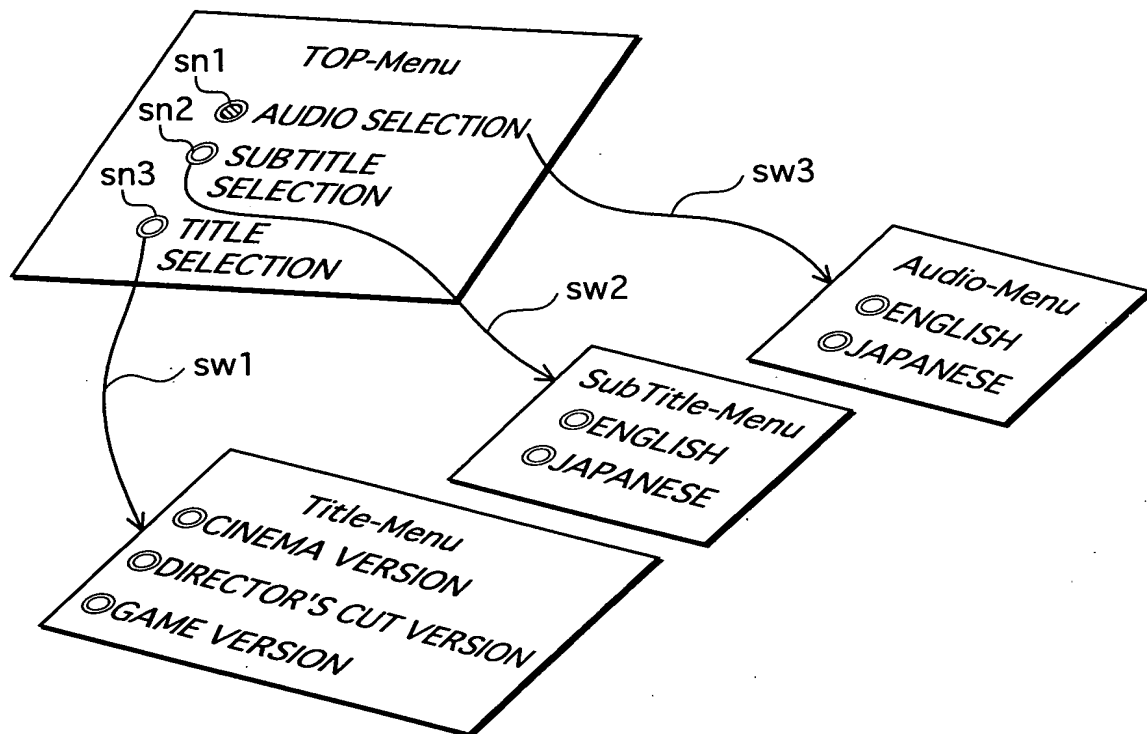 TOP-Menu
sn1
AUDIO SELECTION
sn2
SUBTITLE
SELECTION
sn3
TITLE
SELECTION
sw3
Audio-Menu
ENGLISH
JAPANESE
sw2
SubTitle-Menu
ENGLISH
JAPANESE
sw1
Title-Menu
CINEMA VERSION
DIRECTOR'S CUT VERSION
GAME VERSION